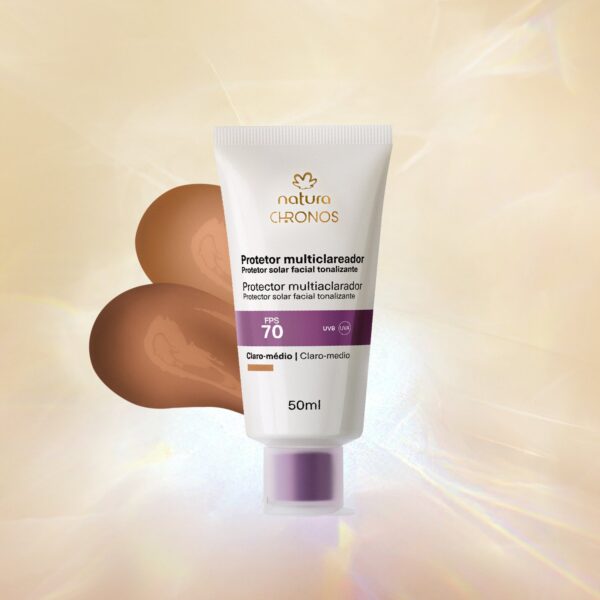 natura
CHRONOS
Protetor multiclareador
Protetor solar facial tonalizante
Protector multiaclarador
Protector solar facial tonalizante
FPS
70
UVB UVA
Claro-médio | Claro-medio
50ml